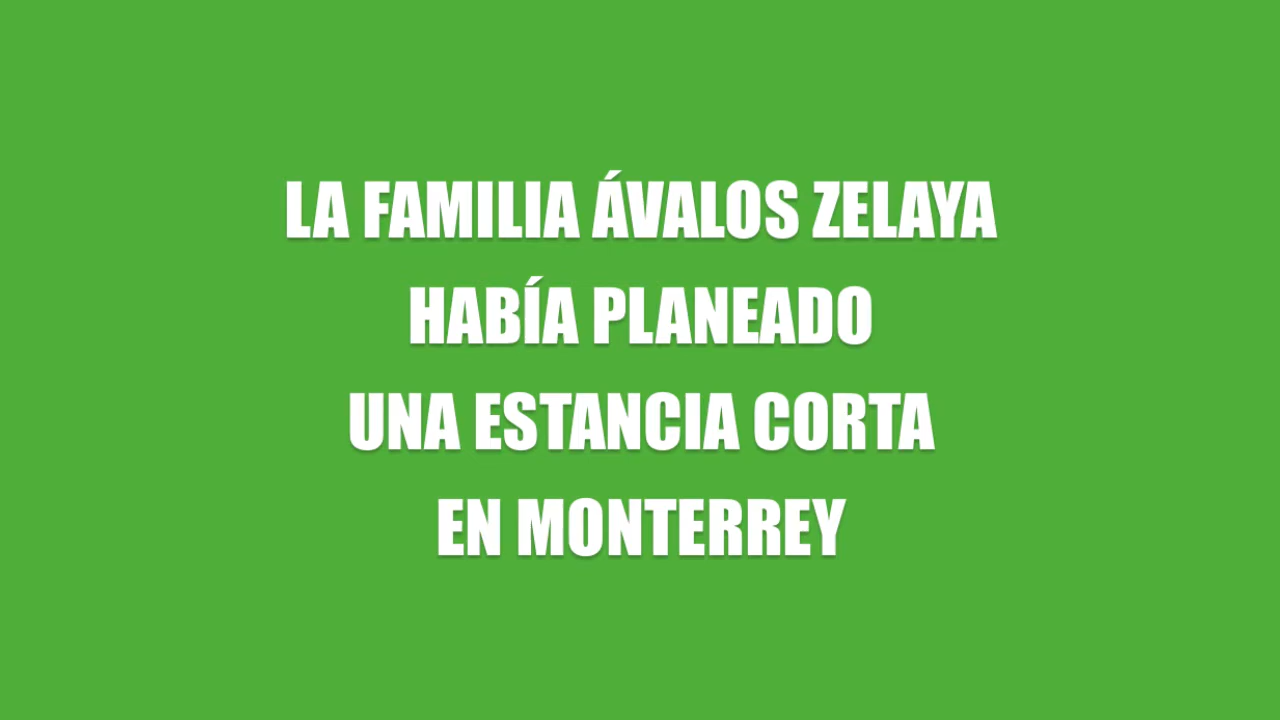 LA FAMILIA ÁVALOS ZELAYA
HABÍA PLANEADO
UNA ESTANCIA CORTA
EN MONTERREY